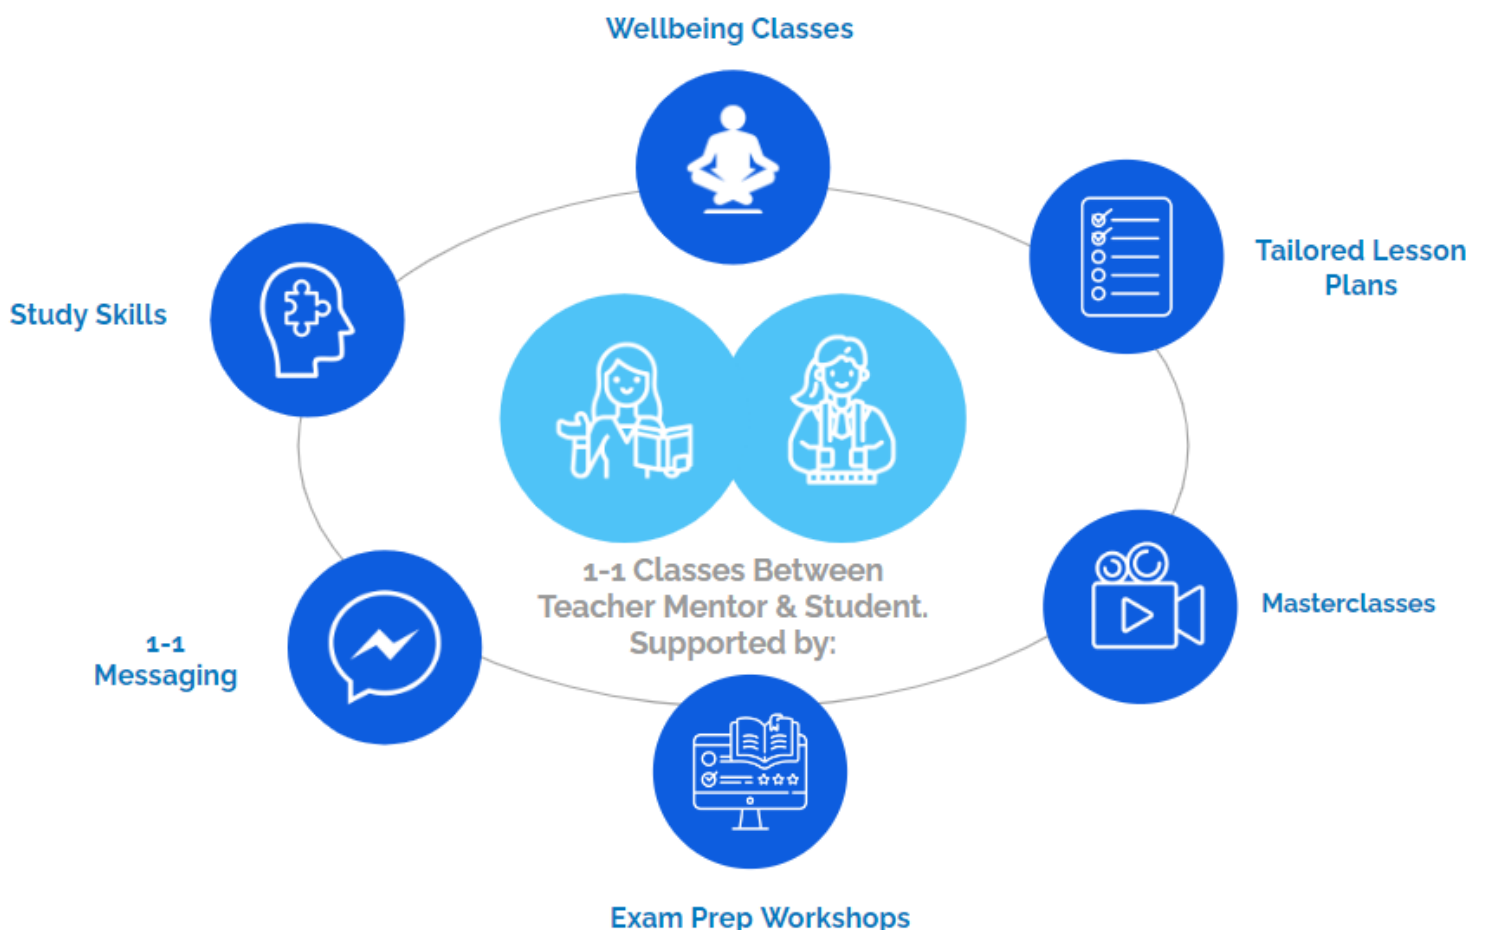 Wellbeing Classes
Tailored Lesson
Plans
Study Skills
1-1 Classes Between
Teacher Mentor & Student.
Supported by:
Masterclasses
1-1
Messaging
Exam Prep Workshops